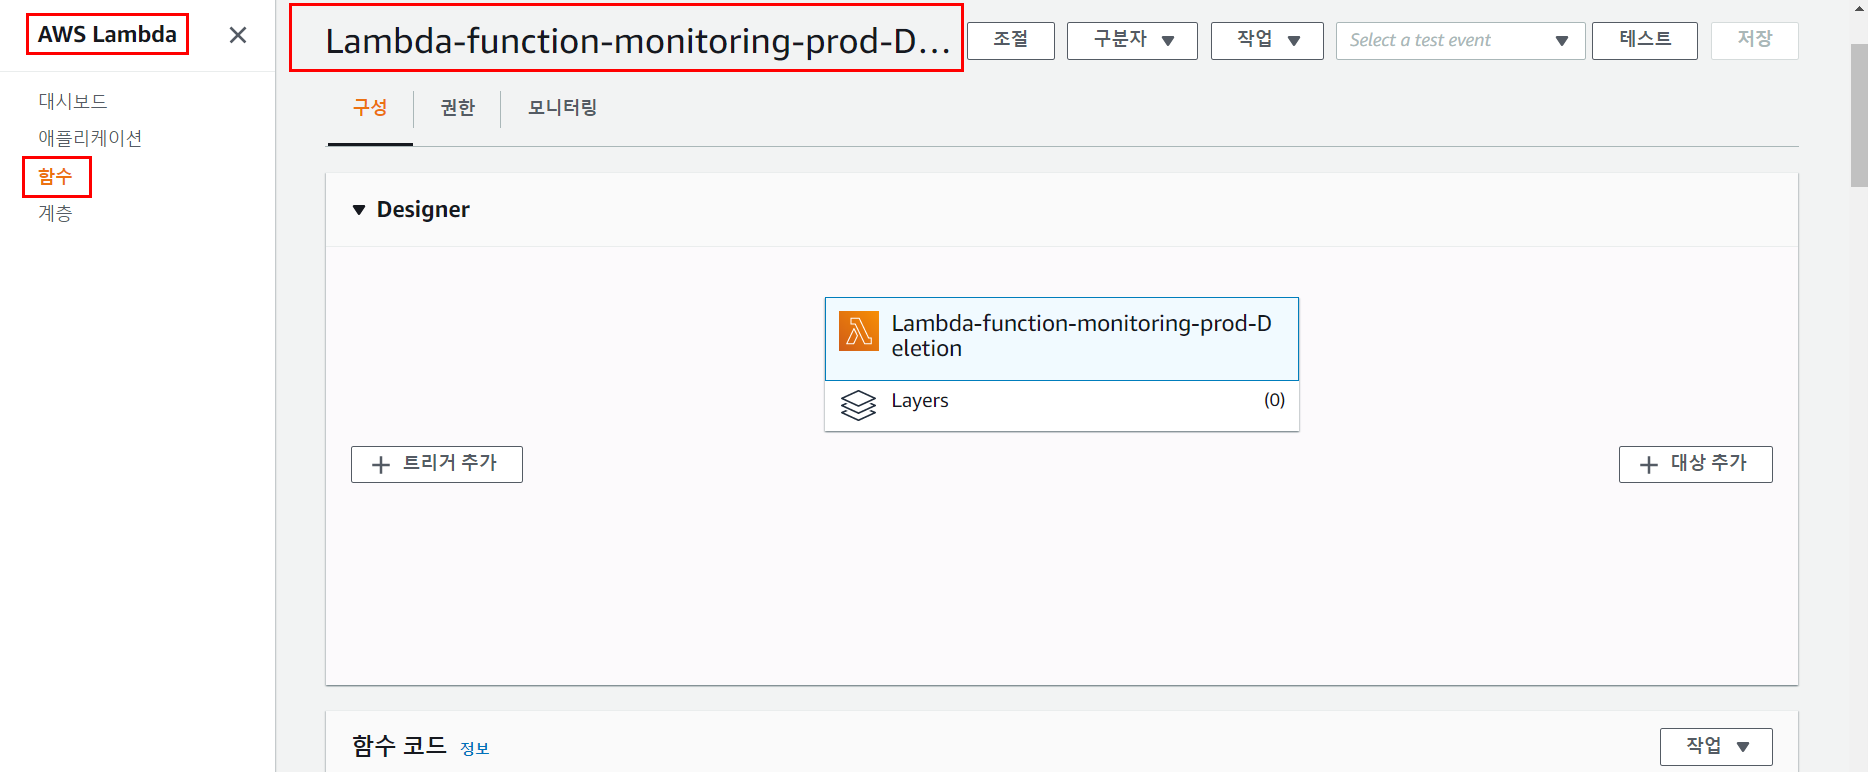 AWS Lambda
대시보드
애플리케이션
함수
계층
Lambda-function-monitoring-prod-D...
조절
구분자
작업
Select a test event
테스트
저장
구성
권한
모니터링
Designer
Lambda-function-monitoring-prod-D
eletion
Layers
(0)
트리거 추가
대상 추가
함수 코드 정보
작업